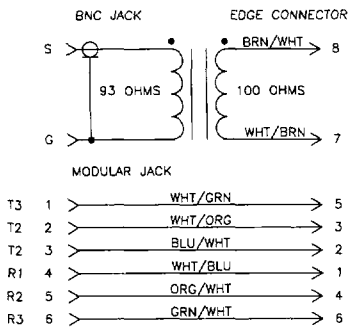 BNC JACK EDGE CONNECTOR
S BRN/WHT 8
93 OHMS 100 OHMS
G WHT/BRN 7
MODULAR JACK
T3 1 WHT/GRN 5
T2 2 WHT/ORG 3
T2 3 BLU/WHT 2
R1 4 WHT/BLU 1
R2 5 ORG/WHT 4
R3 6 GRN/WHT 6